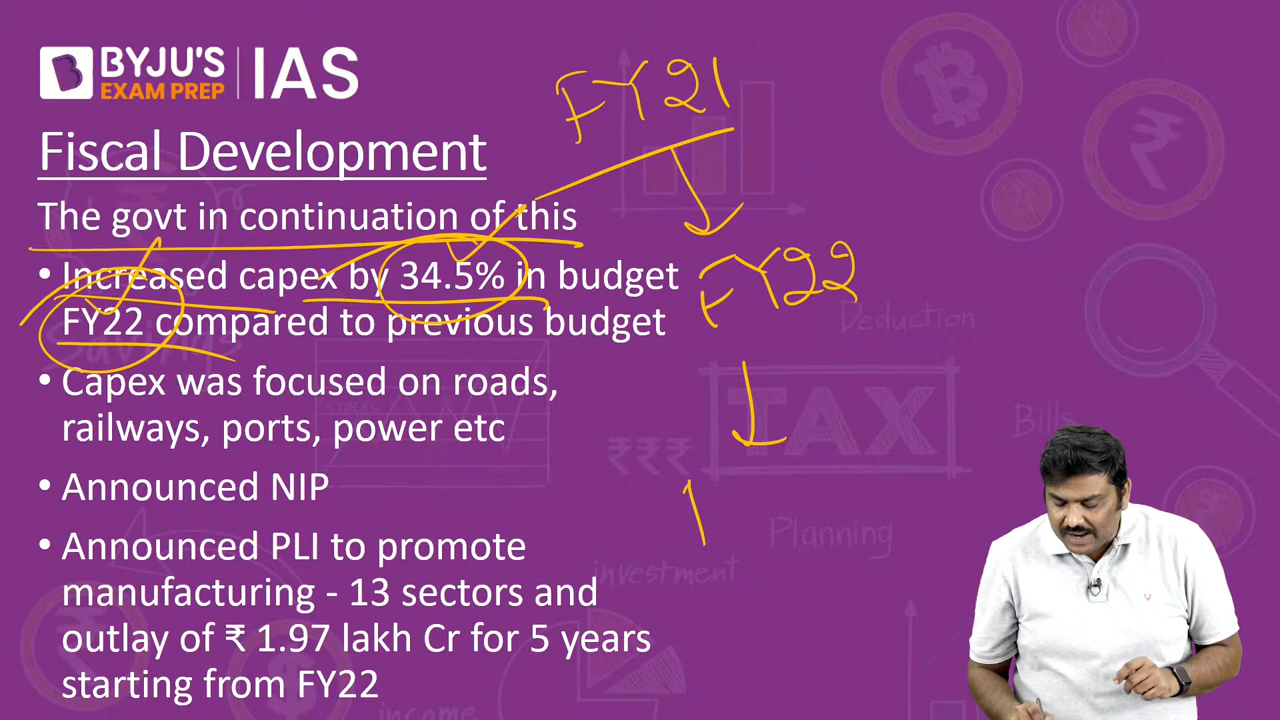 BYJU'S
EXAM PREP
IAS
FY21
Fiscal Development
The govt in continuation of this
• Increased capex by 34.5% in budget
FY22 compared to previous budget
FY22
Deduction
• Capex was focused on roads,
railways, ports, power etc
Savings
STOCKS
TAX
Bills
₹₹₹
• Announced NIP
Planning
• Announced PLI to promote
manufacturing - 13 sectors and
investment
outlay of ₹ 1.97 lakh Cr for 5 years
starting from FY22
income